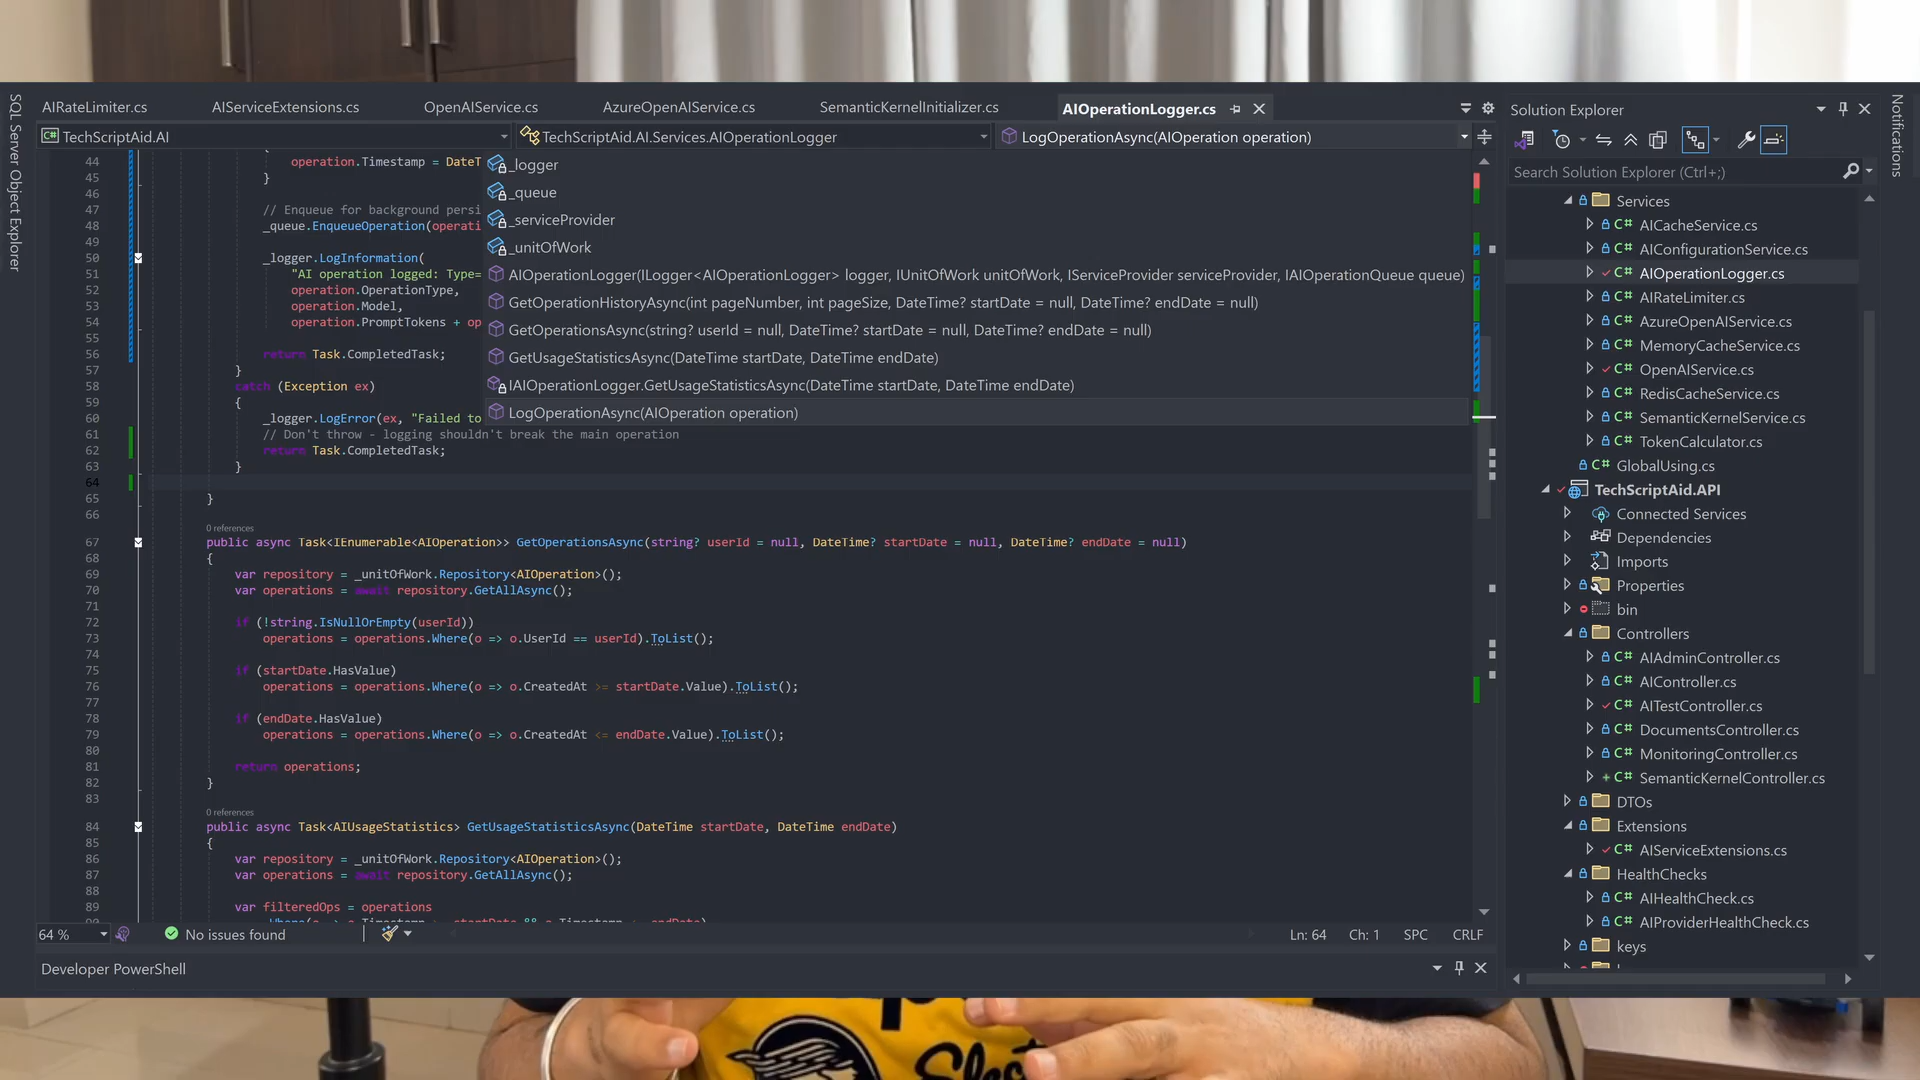 SQL Server Object Explorer
AIRateLimiter.cs
AIServiceExtensions.cs
OpenAIService.cs
AzureOpenAIService.cs
SemanticKernelInitializer.cs
AIOperationLogger.cs
TechScriptAid.AI
TechScriptAid.AI.Services.AIOperationLogger
LogOperationAsync(AIOperation operation)
_logger
_queue
_serviceProvider
_unitOfWork
AIOperationLogger(ILogger<AIOperationLogger> logger, IUnitOfWork unitOfWork, IServiceProvider serviceProvider, IAIOperationQueue queue)
GetOperationHistoryAsync(int pageNumber, int pageSize, DateTime? startDate = null, DateTime? endDate = null)
GetOperationsAsync(string? userId = null, DateTime? startDate = null, DateTime? endDate = null)
GetUsageStatisticsAsync(DateTime startDate, DateTime endDate)
IAIOperationLogger.GetUsageStatisticsAsync(DateTime startDate, DateTime endDate)
LogOperationAsync(AIOperation operation)
44 operation.Timestamp = DateT
45 }
46
47 // Enqueue for background persi
48 _queue.EnqueueOperation(operati
49
50 _logger.LogInformation(
51 "AI operation logged: Type=
52 operation.OperationType,
53 operation.Model,
54 operation.PromptTokens + op
55
56 return Task.CompletedTask;
57 }
58 catch (Exception ex)
59 {
60 _logger.LogError(ex, "Failed to
61 // Don't throw - logging shouldn't break the main operation
62 return Task.CompletedTask;
63 }
64
65 }
66
0 references
67 public async Task<IEnumerable<AIOperation>> GetOperationsAsync(string? userId = null, DateTime? startDate = null, DateTime? endDate = null)
68 {
69 var repository = _unitOfWork.Repository<AIOperation>();
70 var operations = await repository.GetAllAsync();
71
72 if (!string.IsNullOrEmpty(userId))
73 operations = operations.Where(o => o.UserId == userId).ToList();
74
75 if (startDate.HasValue)
76 operations = operations.Where(o => o.CreatedAt >= startDate.Value).ToList();
77
78 if (endDate.HasValue)
79 operations = operations.Where(o => o.CreatedAt <= endDate.Value).ToList();
80
81 return operations;
82 }
83
0 references
84 public async Task<AIUsageStatistics> GetUsageStatisticsAsync(DateTime startDate, DateTime endDate)
85 {
86 var repository = _unitOfWork.Repository<AIOperation>();
87 var operations = await repository.GetAllAsync();
88
89 var filteredOps = operations
64 %
No issues found
Ln: 64
Ch: 1
SPC
CRLF
Developer PowerShell
Solution Explorer
Search Solution Explorer (Ctrl+;)
Services
C# AICacheService.cs
C# AIConfigurationService.cs
C# AIOperationLogger.cs
C# AIRateLimiter.cs
C# AzureOpenAIService.cs
C# MemoryCacheService.cs
C# OpenAIService.cs
C# RedisCacheService.cs
C# SemanticKernelService.cs
C# TokenCalculator.cs
C# GlobalUsing.cs
TechScriptAid.API
Connected Services
Dependencies
Imports
Properties
bin
Controllers
C# AIAdminController.cs
C# AIController.cs
C# AITestController.cs
C# DocumentsController.cs
C# MonitoringController.cs
C# SemanticKernelController.cs
DTOs
Extensions
C# AIServiceExtensions.cs
HealthChecks
C# AIHealthCheck.cs
C# AIProviderHealthCheck.cs
keys
Notifications